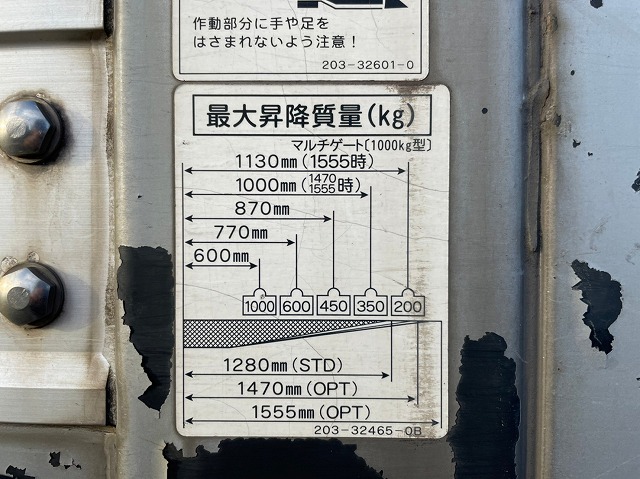 作動部分に手や足を
はさまれないよう注意！
203-32601-0
最大昇降質量(kg)
マルチゲート〔1000kg型〕
1130mm(1555時)
1000mm(1470 1555時)
870mm
770mm
600mm
1000 600 450 350 200
1280mm(STD)
1470mm(OPT)
1555mm(OPT)
203-32465-0B